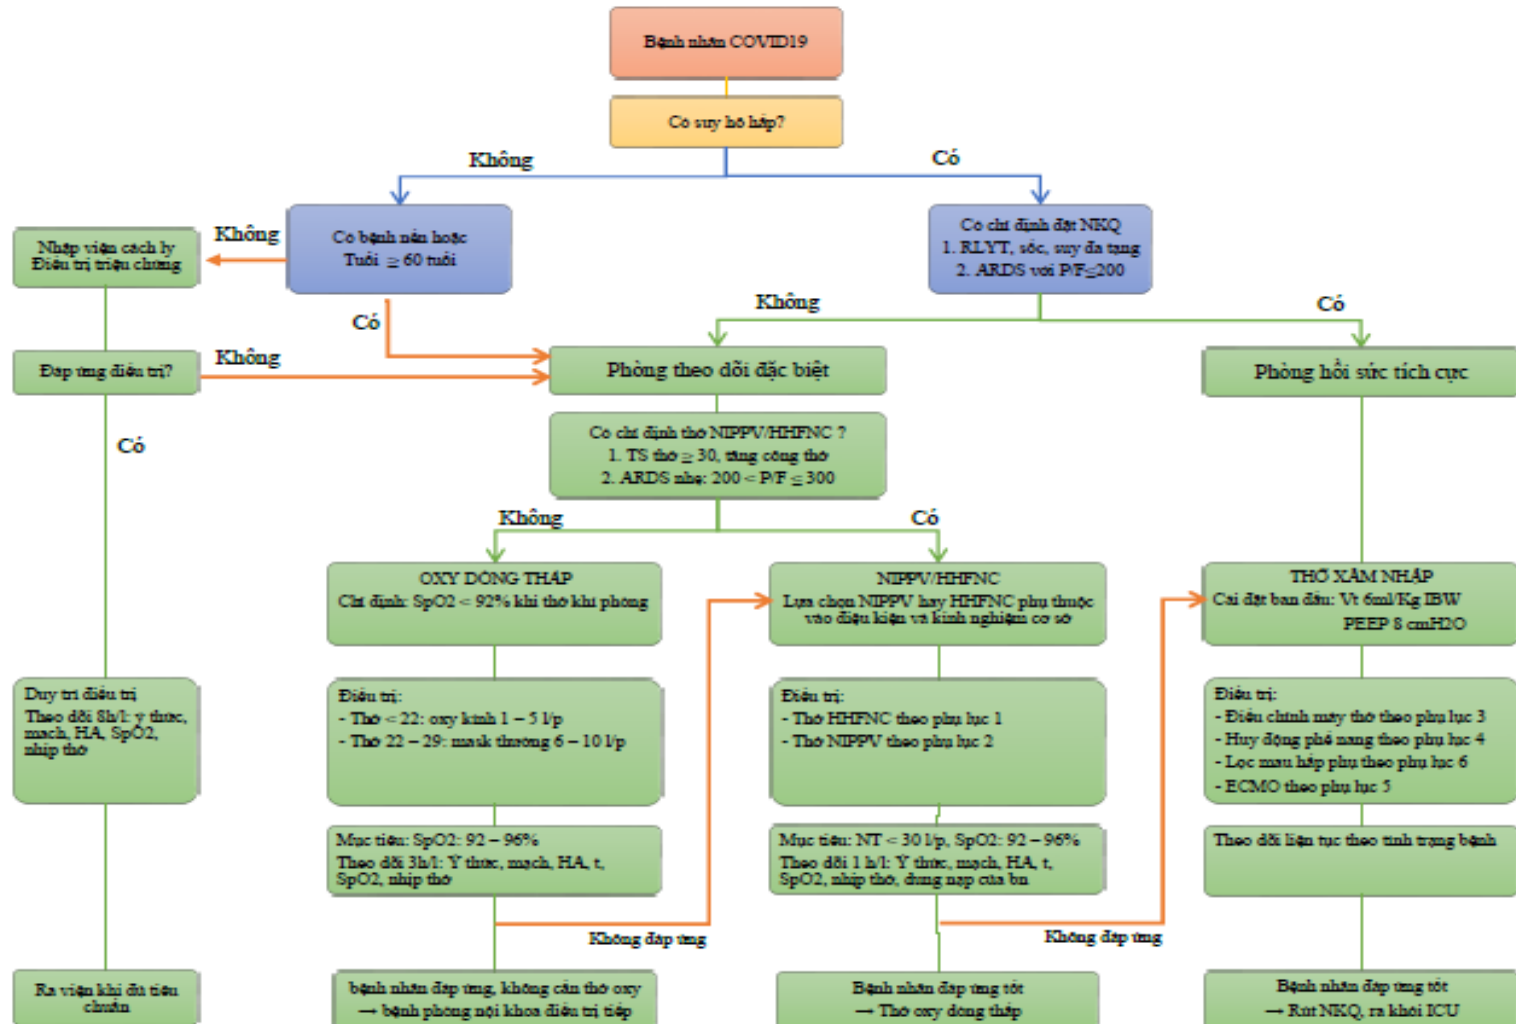 Bệnh nhân COVID19
Có suy hô hấp?
Không
Có
Có bệnh nền hoặc
Tuổi ≥ 60 tuổi
Có chỉ định đặt NKQ
1. RLYT, sốc, suy đa tạng
2. ARDS với P/F≤200
Không
Nhập viện cách ly
Điều trị triệu chứng
Có
Không
Có
Đáp ứng điều trị?
Không
Phòng theo dõi đặc biệt
Phòng hồi sức tích cực
Có
Có chỉ định thở NIPPV/HHFNC ?
1. TS thở ≥ 30, tăng công thở
2. ARDS nhẹ: 200 < P/F ≤ 300
Không
Có
OXY DÒNG THẤP
Chỉ định: SpO2 < 92% khi thở khí phòng
NIPPV/HHFNC
Lựa chọn NIPPV hay HHFNC phụ thuộc
vào điều kiện và kinh nghiệm cơ sở
THỞ XÂM NHẬP
Cài đặt ban đầu: Vt 6ml/Kg IBW
PEEP 8 cmH2O
Duy trì điều trị
Theo dõi 8h/l: ý thức,
mạch, HA, SpO2,
nhịp thở
Điều trị:
- Thở < 22: oxy kính 1 – 5 l/p
- Thở 22 – 29: mask thường 6 – 10 l/p
Điều trị:
- Thở HHFNC theo phụ lục 1
- Thở NIPPV theo phụ lục 2
Điều trị:
- Điều chỉnh máy thở theo phụ lục 3
- Huy động phế nang theo phụ lục 4
- Lọc máu hấp phụ theo phụ lục 6
- ECMO theo phụ lục 5
Mục tiêu: SpO2: 92 – 96%
Theo dõi 3h/l: Ý thức, mạch, HA, t,
SpO2, nhịp thở
Mục tiêu: NT < 30 l/p, SpO2: 92 – 96%
Theo dõi 1 h/l: Ý thức, mạch, HA, t,
SpO2, nhịp thở, dung nạp của bn
Theo dõi liên tục theo tình trạng bệnh
Không đáp ứng
Không đáp ứng
Ra viện khi đủ tiêu
chuẩn
bệnh nhân đáp ứng, không cần thở oxy
→ bệnh phòng nội khoa điều trị tiếp
Bệnh nhân đáp ứng tốt
→ Thở oxy dòng thấp
Bệnh nhân đáp ứng tốt
→ Rút NKQ, ra khỏi ICU